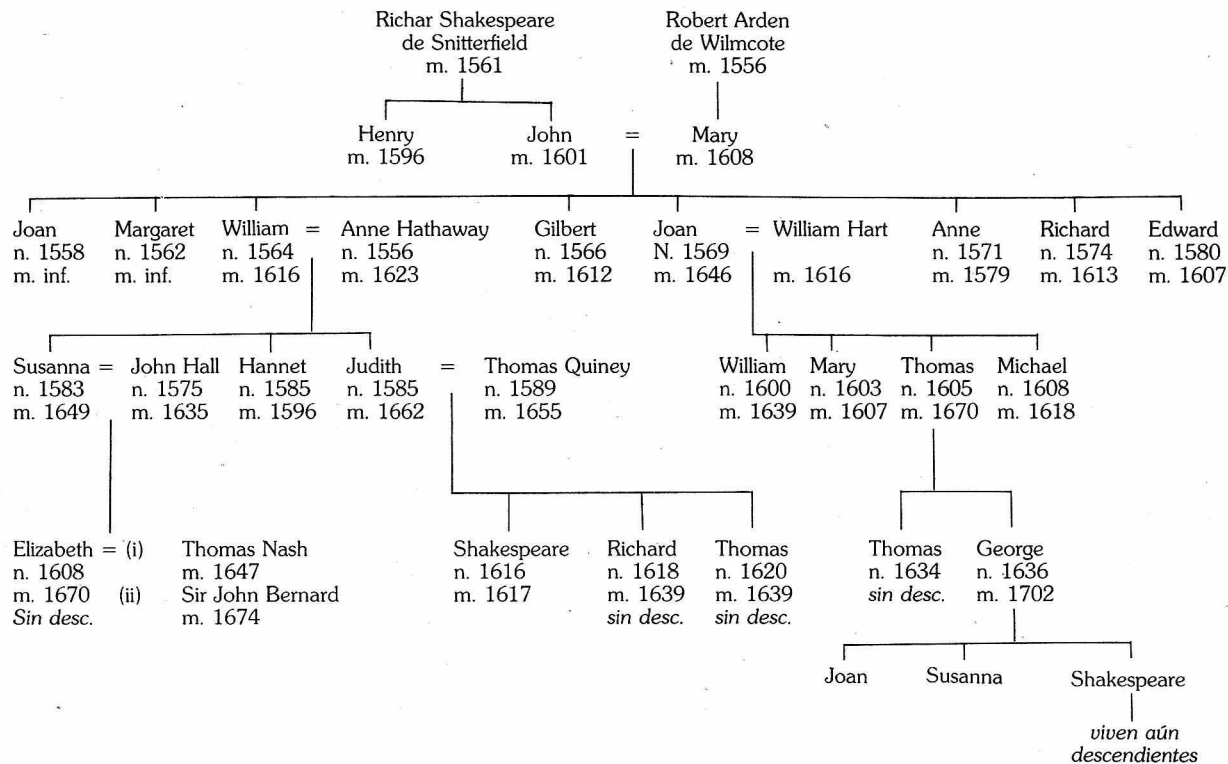 Richar Shakespeare
de Snitterfield
m. 1561
Robert Arden
de Wilmcote
m. 1556
Henry
m. 1596
John
m. 1601
=
Mary
m. 1608
Joan
n. 1558
m. inf.
Margaret
n. 1562
m. inf.
William
n. 1564
m. 1616
=
Anne Hathaway
n. 1556
m. 1623
Gilbert
n. 1566
m. 1612
Joan
N. 1569
m. 1646
=
William Hart
m. 1616
Anne
n. 1571
m. 1579
Richard
n. 1574
m. 1613
Edward
n. 1580
m. 1607
Susanna
n. 1583
m. 1649
=
John Hall
n. 1575
m. 1635
Hannet
n. 1585
m. 1596
Judith
n. 1585
m. 1662
=
Thomas Quiney
n. 1589
m. 1655
William
n. 1600
m. 1639
Mary
n. 1603
m. 1607
Thomas
n. 1605
m. 1670
Michael
n. 1608
m. 1618
Elizabeth = (i) Thomas Nash
n. 1608 m. 1647
m. 1670 (ii) Sir John Bernard
Sin desc. m. 1674
Shakespeare
n. 1616
m. 1617
Richard
n. 1618
m. 1639
sin desc.
Thomas
n. 1620
m. 1639
sin desc.
Thomas
n. 1634
sin desc.
George
n. 1636
m. 1702
Joan
Susanna
Shakespeare
viven aún
descendientes